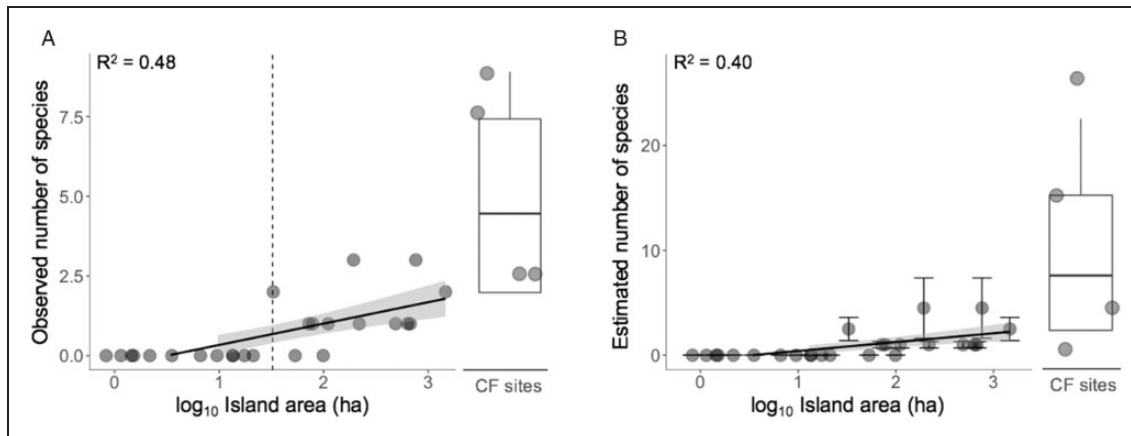 A
R² = 0.48
Observed number of species
7.5
5.0
2.5
0.0
0
1
2
3
log₁₀ Island area (ha)
CF sites
B
R² = 0.40
Estimated number of species
20
10
0
0
1
2
3
log₁₀ Island area (ha)
CF sites